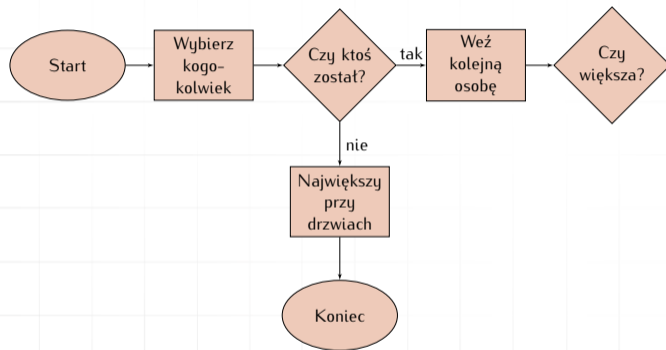 Start
Wybierz
kogo-
kolwiek
Czy ktoś
został?
tak
Weź
kolejną
osobę
Czy
większa?
nie
Największy
przy
drzwiach
Koniec